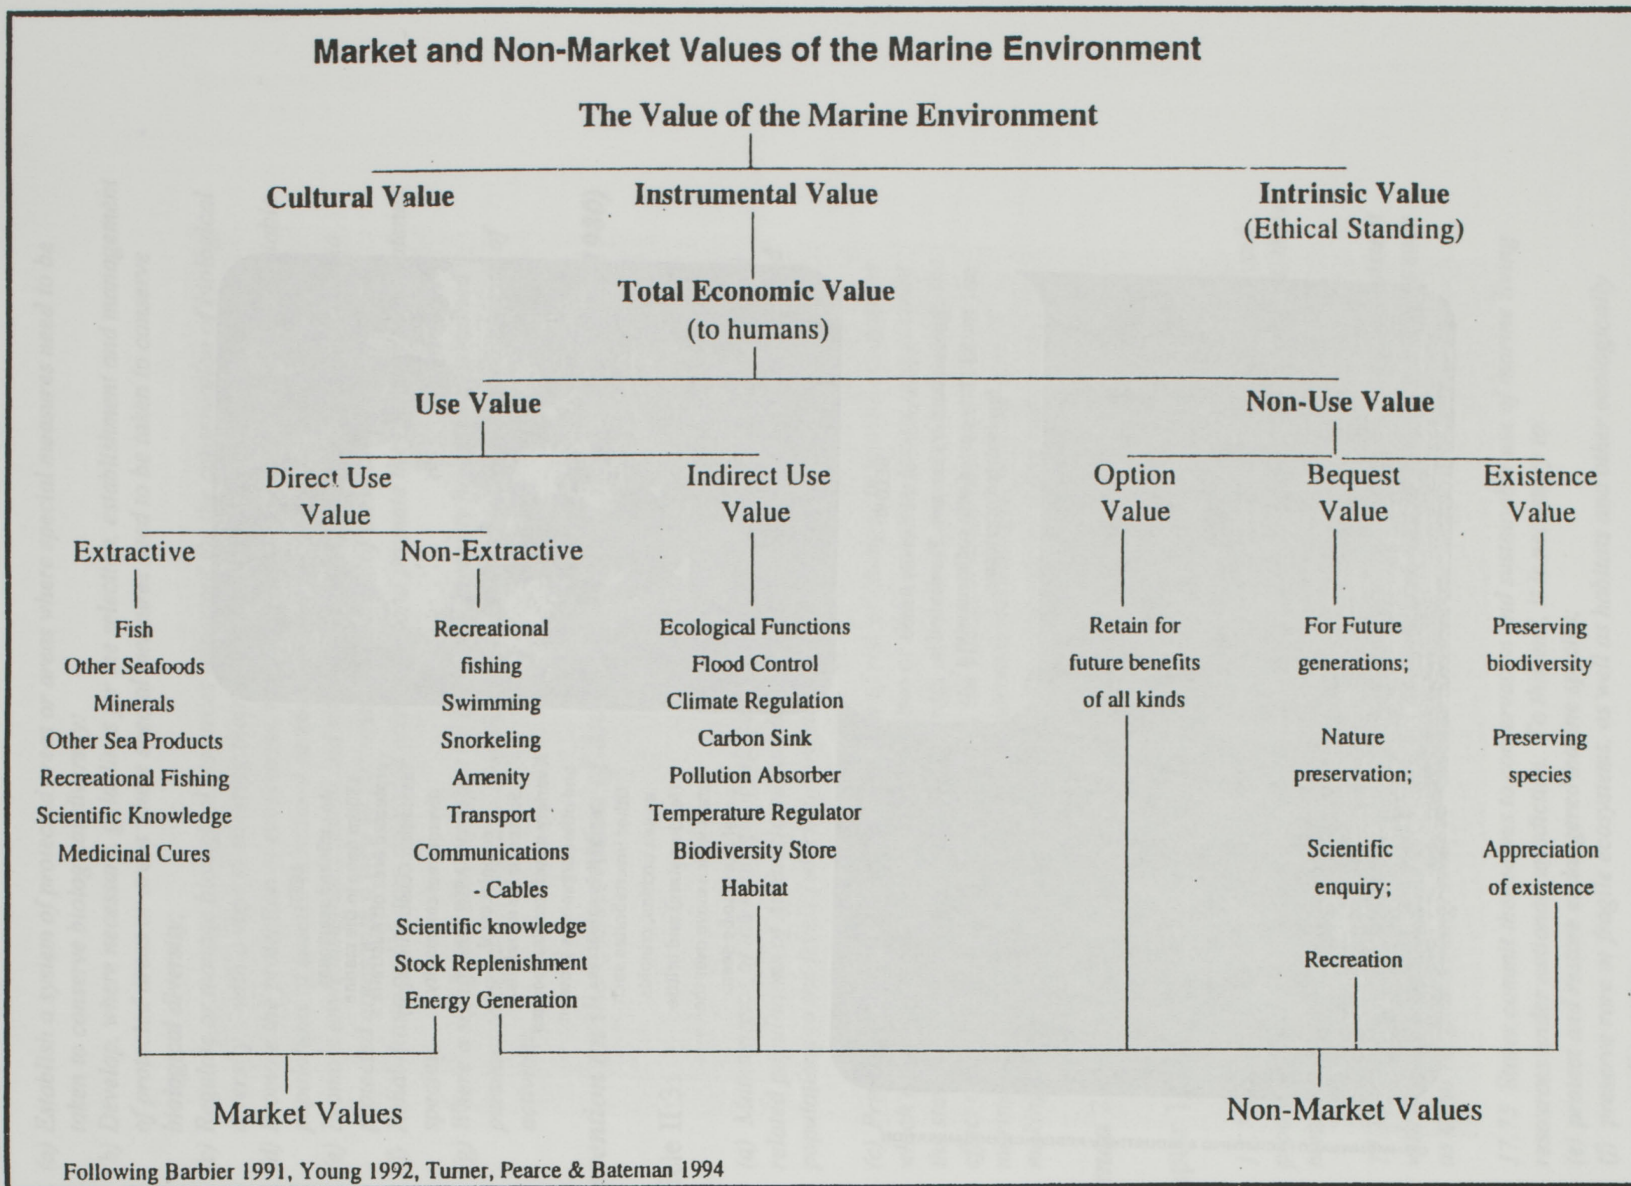 Market and Non-Market Values of the Marine Environment
The Value of the Marine Environment
Cultural Value
Instrumental Value
Intrinsic Value
(Ethical Standing)
Total Economic Value
(to humans)
Use Value
Non-Use Value
Direct Use
Value
Indirect Use
Value
Option
Value
Bequest
Value
Existence
Value
Extractive
Non-Extractive
Fish
Other Seafoods
Minerals
Other Sea Products
Recreational Fishing
Scientific Knowledge
Medicinal Cures
Recreational
fishing
Swimming
Snorkeling
Amenity
Transport
Communications
- Cables
Scientific knowledge
Stock Replenishment
Energy Generation
Ecological Functions
Flood Control
Climate Regulation
Carbon Sink
Pollution Absorber
Temperature Regulator
Biodiversity Store
Habitat
Retain for
future benefits
of all kinds
For Future
generations;
Nature
preservation;
Scientific
enquiry;
Recreation
Preserving
biodiversity
Preserving
species
Appreciation
of existence
Market Values
Non-Market Values
Following Barbier 1991, Young 1992, Turner, Pearce & Bateman 1994